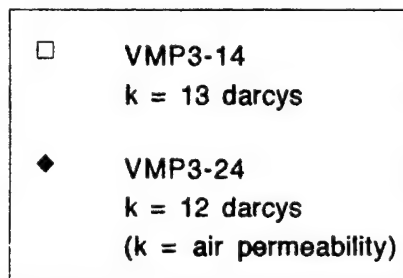 VMP3-14
k = 13 darcys
VMP3-24
k = 12 darcys
(k = air permeability)